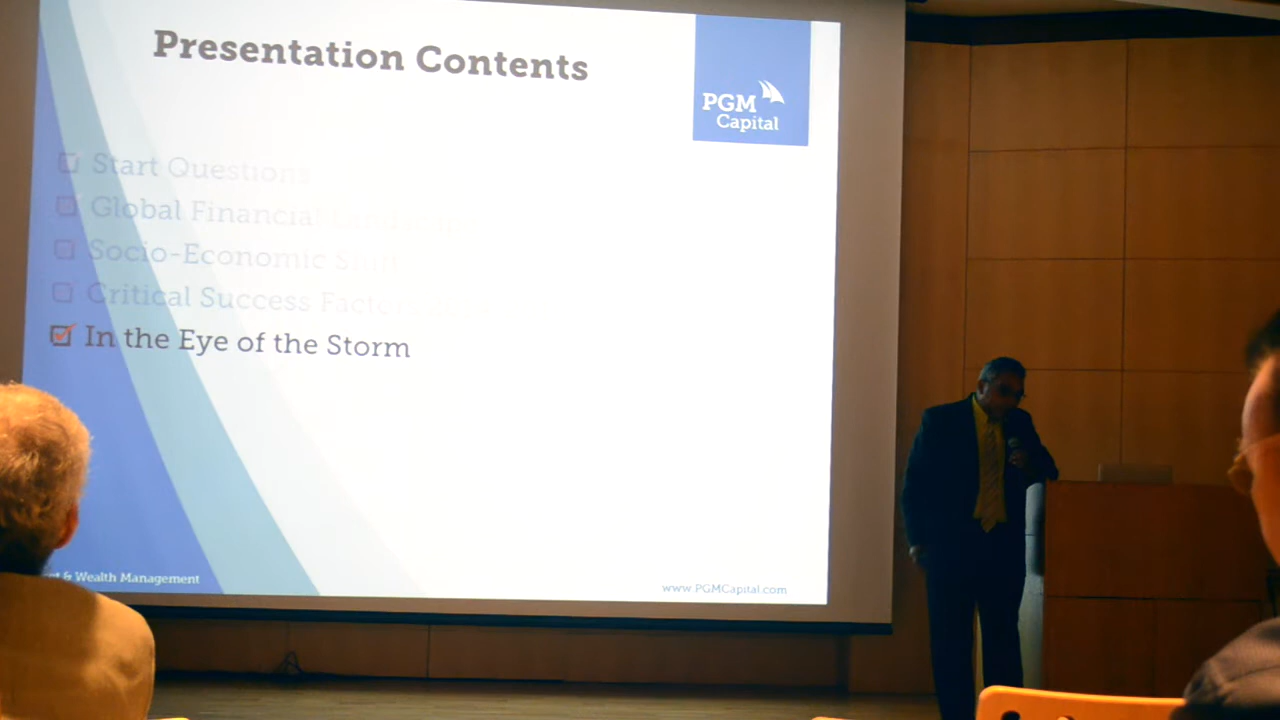 Presentation Contents
PGM
Capital
Start Questions
Global Financial
Socio-Economic
Critical Success Factors
In the Eye of the Storm
& Wealth Management
www.PGMCapital.com